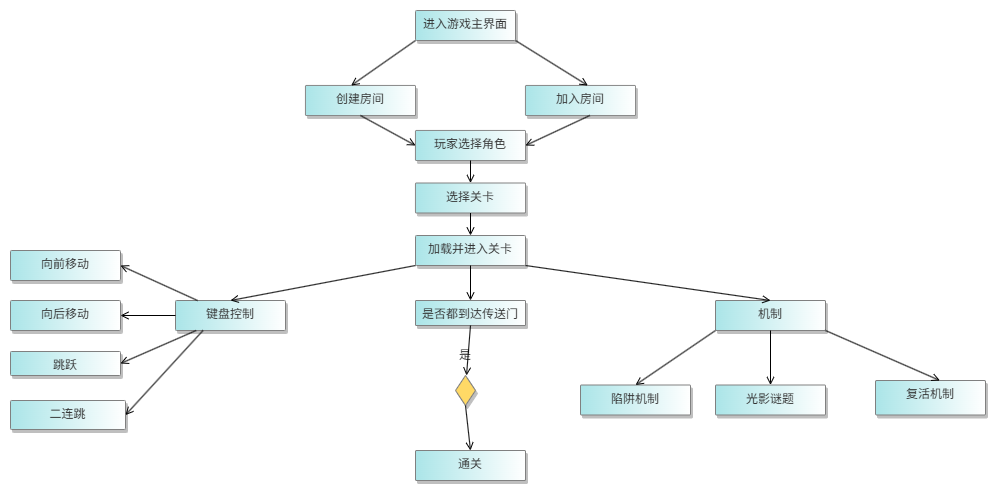 进入游戏主界面
创建房间
加入房间
玩家选择角色
选择关卡
加载并进入关卡
向前移动
向后移动
跳跃
二连跳
键盘控制
是否都到达传送门
是
通关
机制
陷阱机制
光影谜题
复活机制